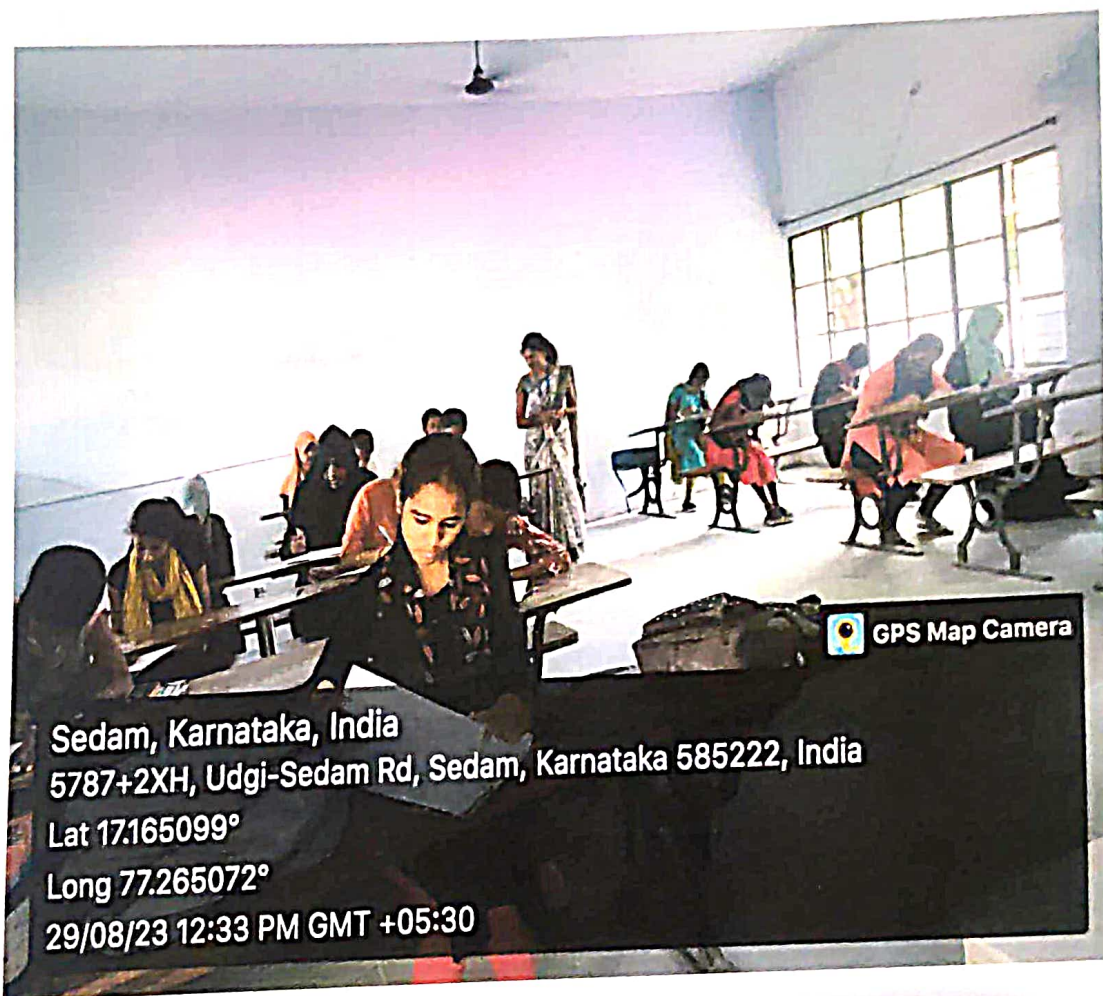 GPS Map Camera
Sedam, Karnataka, India
5787+2XH, Udgi-Sedam Rd, Sedam, Karnataka 585222, India
Lat 17.165099°
Long 77.265072°
29/08/23 12:33 PM GMT +05:30